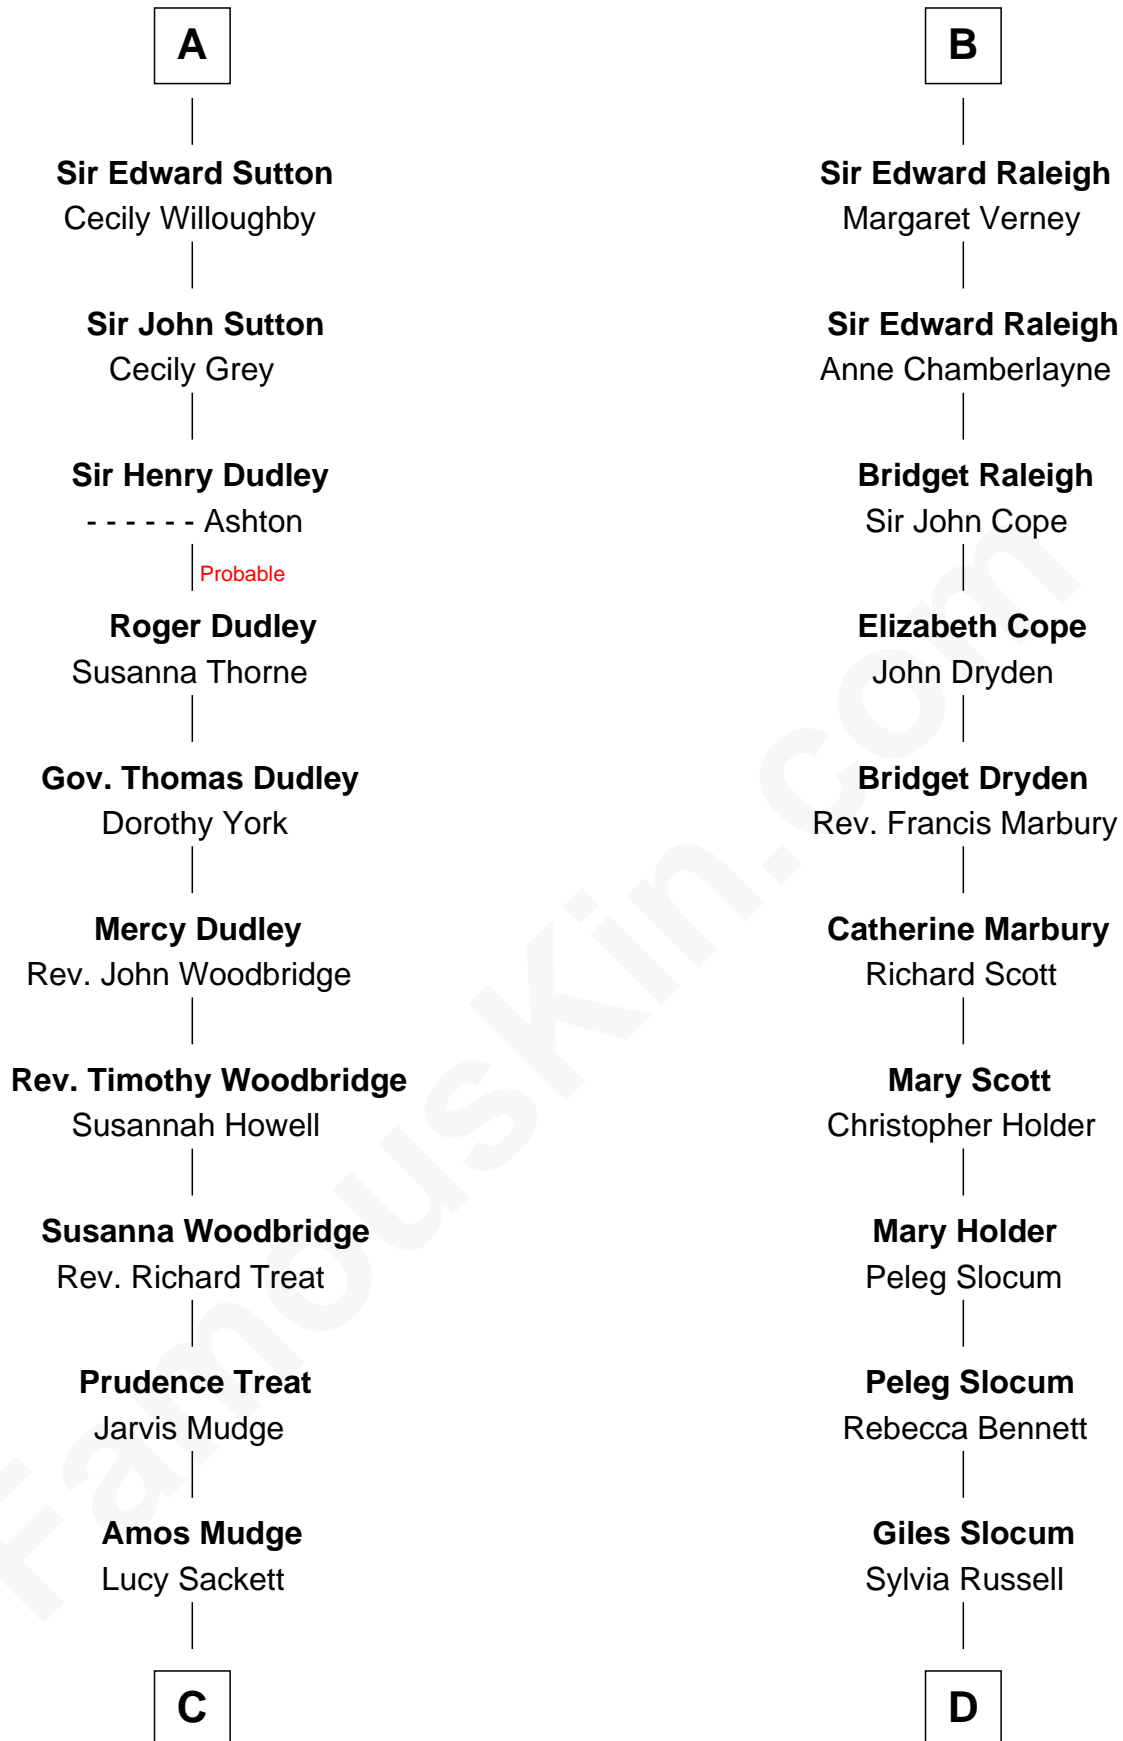 A
Sir Edward Sutton
Cecily Willoughby
Sir John Sutton
Cecily Grey
Sir Henry Dudley
- - - - - - Ashton
Probable
Roger Dudley
Susanna Thorne
Gov. Thomas Dudley
Dorothy York
Mercy Dudley
Rev. John Woodbridge
Rev. Timothy Woodbridge
Susannah Howell
Susanna Woodbridge
Rev. Richard Treat
Prudence Treat
Jarvis Mudge
Amos Mudge
Lucy Sackett
C
B
Sir Edward Raleigh
Margaret Verney
Sir Edward Raleigh
Anne Chamberlayne
Bridget Raleigh
Sir John Cope
Elizabeth Cope
John Dryden
Bridget Dryden
Rev. Francis Marbury
Catherine Marbury
Richard Scott
Mary Scott
Christopher Holder
Mary Holder
Peleg Slocum
Peleg Slocum
Rebecca Bennett
Giles Slocum
Sylvia Russell
D
FamousKin.com